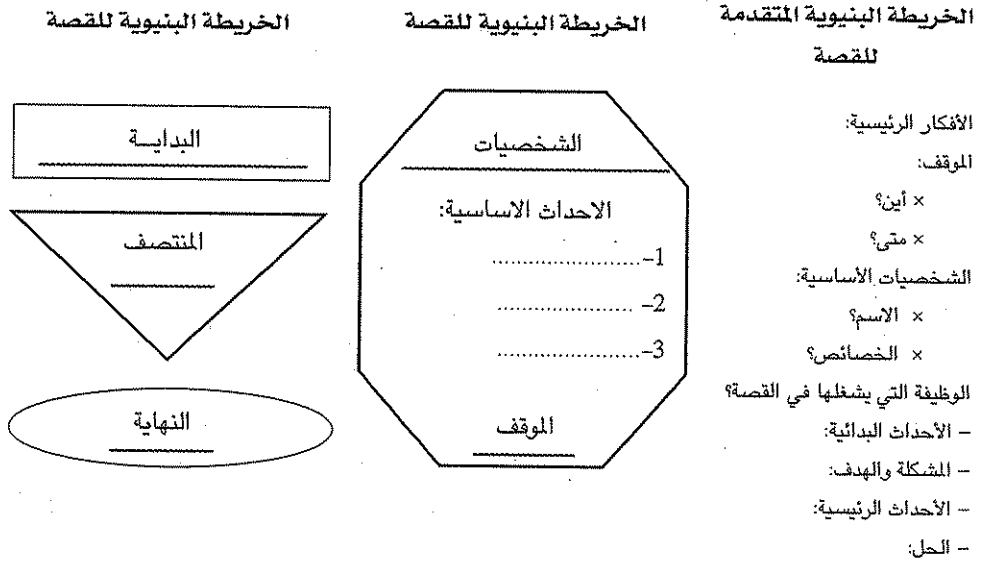 الخريطة البنيوية المتقدمة
للقصة
الأفكار الرئيسية:
الموقف:
× أين؟
× متى؟
الشخصيات الأساسية:
× الاسم؟
× الخصائص؟
الوظيفة التي يشغلها في القصة؟
– الأحداث البدائية:
– المشكلة والهدف:
– الأحداث الرئيسية:
– الحل:
الخريطة البنيوية للقصة
الشخصيات
الاحداث الاساسية:
1–........................
2– ......................
3–.......................
الموقف
الخريطة البنيوية للقصة
البدايـــة
المنتصف
النهاية